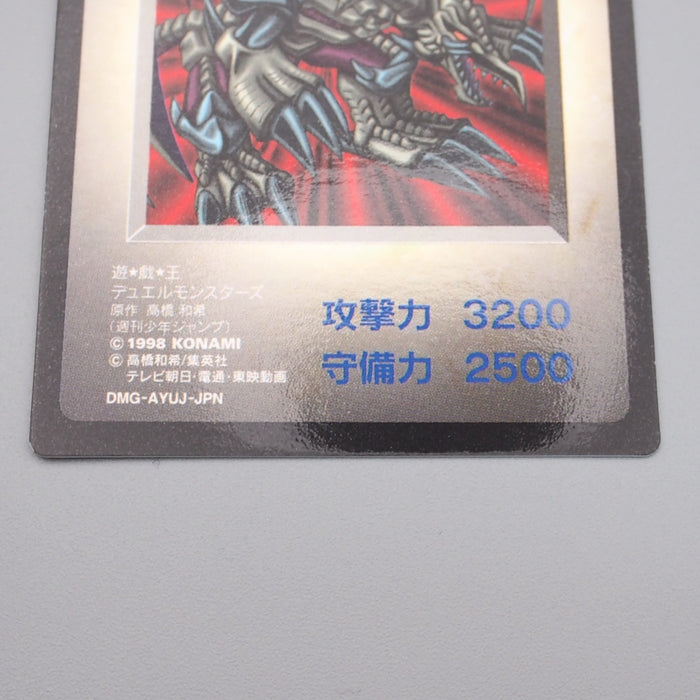 遊★戯★王
デュエルモンスターズ
原作 高橋 和希
(週刊少年ジャンプ)
© 1998 KONAMI
© 高橋和希/集英社
テレビ朝日・電通・東映動画
DMG-AYUJ-JPN
攻撃力 3200
守備力 2500